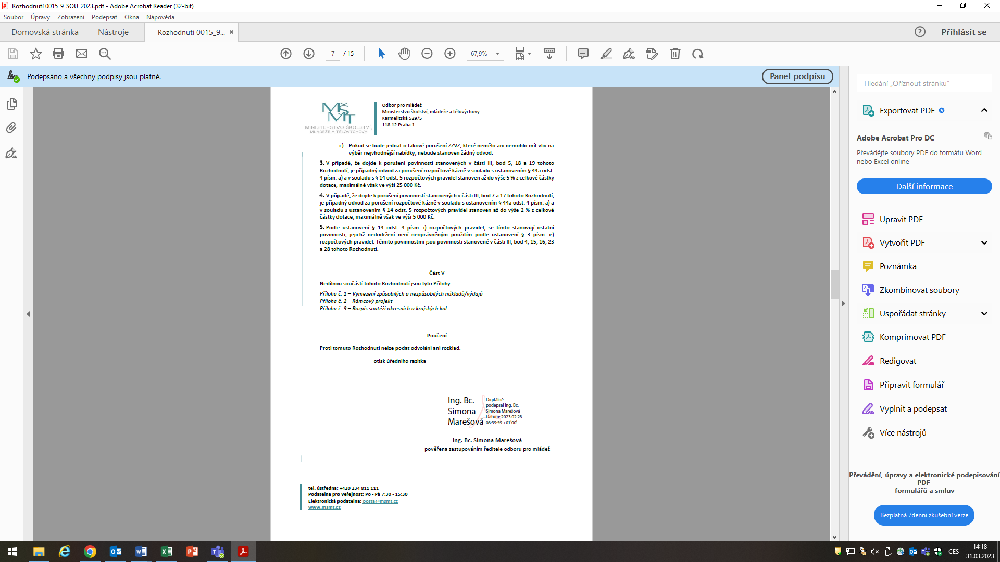 Rozhodnutí 0015_9_SOU_2023.pdf - Adobe Acrobat Reader (32-bit)
Soubor Úpravy Zobrazení Podepsat Okna Nápověda
Domovská stránka Nástroje Rozhodnutí 0015_9... × Přihlásit se
7 / 15 67,9%
Podepsáno a všechny podpisy jsou platné. Panel podpisu
MŠMT
MINISTERSTVO ŠKOLSTVÍ,
MLÁDEŽE A TĚLOVÝCHOVY
Odbor pro mládež
Ministerstvo školství, mládeže a tělovýchovy
Karmelitská 529/5
118 12 Praha 1
c) Pokud se bude jednat o takové porušení ZZVZ, které nemělo ani nemohlo mít vliv na
výběr nejvhodnější nabídky, nebude stanoven žádný odvod.
3. V případě, že dojde k porušení povinností stanovených v části III, bod 5, 18 a 19 tohoto
Rozhodnutí, je případný odvod za porušení rozpočtové kázně v souladu s ustanovením § 44a odst.
4 písm. a) a v souladu s § 14 odst. 5 rozpočtových pravidel stanoven až do výše 5 % z celkové částky
dotace, maximálně však ve výši 25 000 Kč.
4. V případě, že dojde k porušení povinností stanovených v části III, bod 7 a 17 tohoto Rozhodnutí,
je případný odvod za porušení rozpočtové kázně v souladu s ustanovením § 44a odst. 4 písm. a) a
v souladu s ustanovením § 14 odst. 5 rozpočtových pravidel stanoven až do výše 2 % z celkové
částky dotace, maximálně však ve výši 5 000 Kč.
5. Podle ustanovení § 14 odst. 4 písm. i) rozpočtových pravidel, se tímto stanovují ostatní
povinnosti, jejichž nedodržení není neoprávněným použitím podle ustanovení § 3 písm. e)
rozpočtových pravidel. Těmito povinnostmi jsou povinnosti stanovené v části III, bod 4, 15, 16, 23
a 28 tohoto Rozhodnutí.
Část V
Nedílnou součástí tohoto Rozhodnutí jsou tyto Přílohy:
Příloha č. 1 – Vymezení způsobilých a nezpůsobilých nákladů/výdajů
Příloha č. 2 – Rámcový projekt
Příloha č. 3 – Rozpis soutěží okresních a krajských kol
Poučení
Proti tomuto Rozhodnutí nelze podat odvolání ani rozklad.
otisk úředního razítka
Ing. Bc.
Simona
Marešová
Digitálně
podepsal Ing. Bc.
Simona Marešová
Datum: 2023.02.28
08:39:59 +01'00'
Ing. Bc. Simona Marešová
pověřena zastupováním ředitele odboru pro mládež
tel. ústředna: +420 234 811 111
Podatelna pro veřejnost: Po - Pá 7:30 - 15:30
Elektronická podatelna: posta@msmt.cz
www.msmt.cz
Hledání „Oříznout stránku“
Exportovat PDF
Adobe Acrobat Pro DC
Převádějte soubory PDF do formátu Word
nebo Excel online
Další informace
Upravit PDF
Vytvořit PDF
Poznámka
Zkombinovat soubory
Uspořádat stránky
Komprimovat PDF
Redigovat
Připravit formulář
Vyplnit a podepsat
Více nástrojů
Převádění, úpravy a elektronické podepisování
PDF
formulářů a smluv
Bezplatná 7denní zkušební verze
CES
14:18
31.03.2023